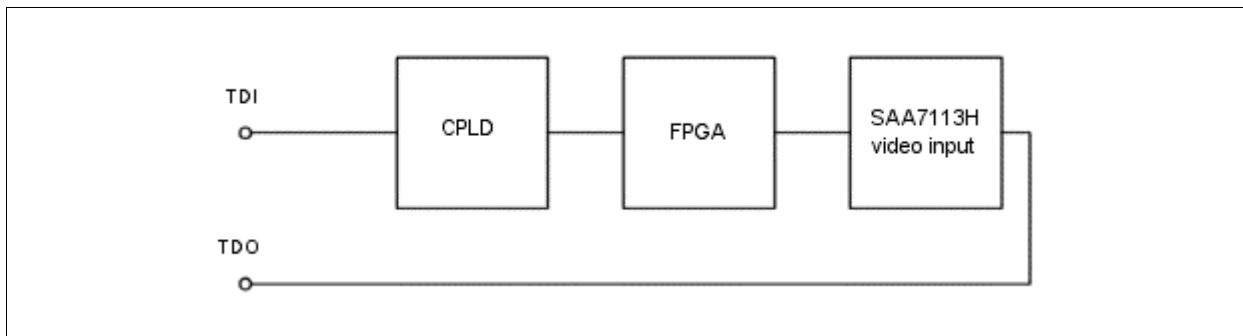 TDI
CPLD
FPGA
SAA7113H
video input
TDO